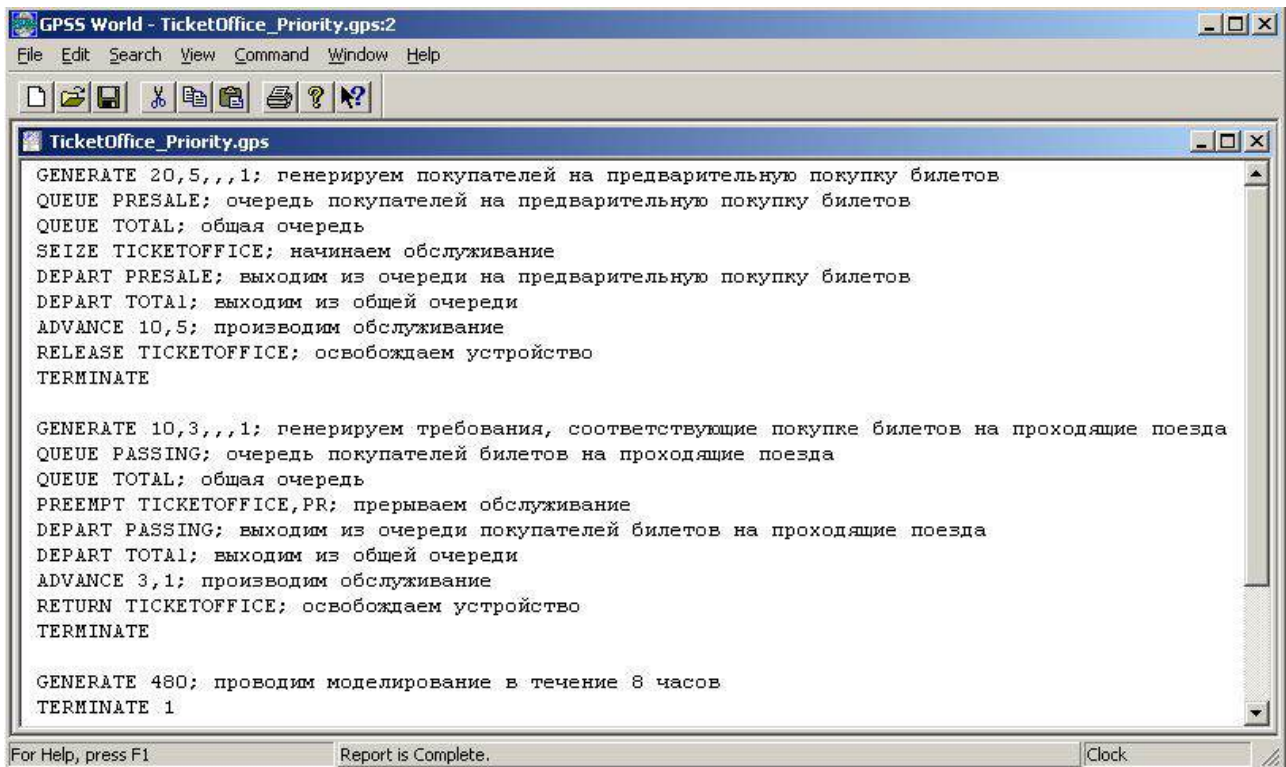 GPSS World - TicketOffice_Priority.gps:2
File Edit Search View Command Window Help
TicketOffice_Priority.gps
GENERATE 20,5,,,1; генерируем покупателей на предварительную покупку билетов
QUEUE PRESALE; очередь покупателей на предварительную покупку билетов
QUEUE TOTAL; общая очередь
SEIZE TICKETOFFICE; начинаем обслуживание
DEPART PRESALE; выходим из очереди на предварительную покупку билетов
DEPART TOTAl; выходим из общей очереди
ADVANCE 10,5; производим обслуживание
RELEASE TICKETOFFICE; освобождаем устройство
TERMINATE
GENERATE 10,3,,,1; генерируем требования, соответствующие покупке билетов на проходящие поезда
QUEUE PASSING; очередь покупателей билетов на проходящие поезда
QUEUE TOTAL; общая очередь
PREEMPT TICKETOFFICE,PR; прерываем обслуживание
DEPART PASSING; выходим из очереди покупателей билетов на проходящие поезда
DEPART TOTAl; выходим из общей очереди
ADVANCE 3,1; производим обслуживание
RETURN TICKETOFFICE; освобождаем устройство
TERMINATE
GENERATE 480; проводим моделирование в течение 8 часов
TERMINATE 1
For Help, press F1 Report is Complete. Clock